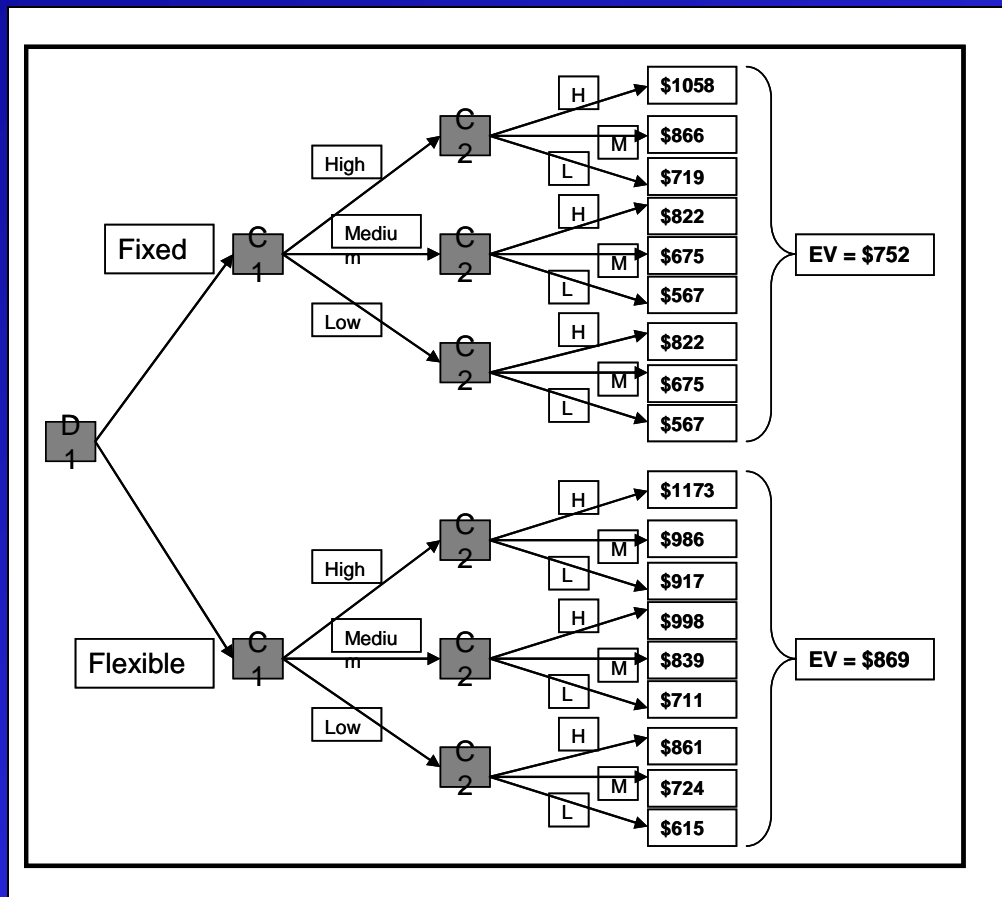 H
$1058
C
2
M
$866
High
L
$719
H
$822
Fixed
C
1
Mediu
m
C
2
M
$675
EV = $752
L
$567
Low
H
$822
C
2
M
$675
L
$567
D
1
H
$1173
C
2
M
$986
High
L
$917
H
$998
Flexible
C
1
Mediu
m
C
2
M
$839
EV = $869
L
$711
Low
H
$861
C
2
M
$724
L
$615